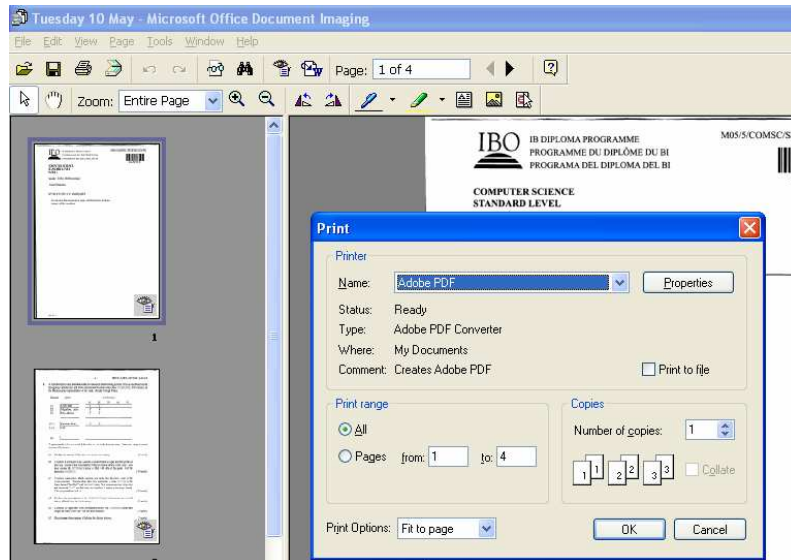 Tuesday 10 May - Microsoft Office Document Imaging
File Edit View Page Tools Window Help
Page: 1 of 4
Zoom: Entire Page
IBO IB DIPLOMA PROGRAMME
PROGRAMME DU DIPLÔME DU BI
PROGRAMA DEL DIPLOMA DEL BI
M05/5/COMSC/S
COMPUTER SCIENCE
STANDARD LEVEL
1
Print
Printer
Name: Adobe PDF Properties
Status: Ready
Type: Adobe PDF Converter
Where: My Documents
Comment: Creates Adobe PDF Print to file
Print range
All
Pages from: 1 to: 4
Copies
Number of copies: 1
1 1 2 2 3 3 Collate
Print Options: Fit to page OK Cancel